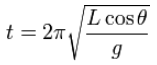 t = 2π√(L cos θ / g)